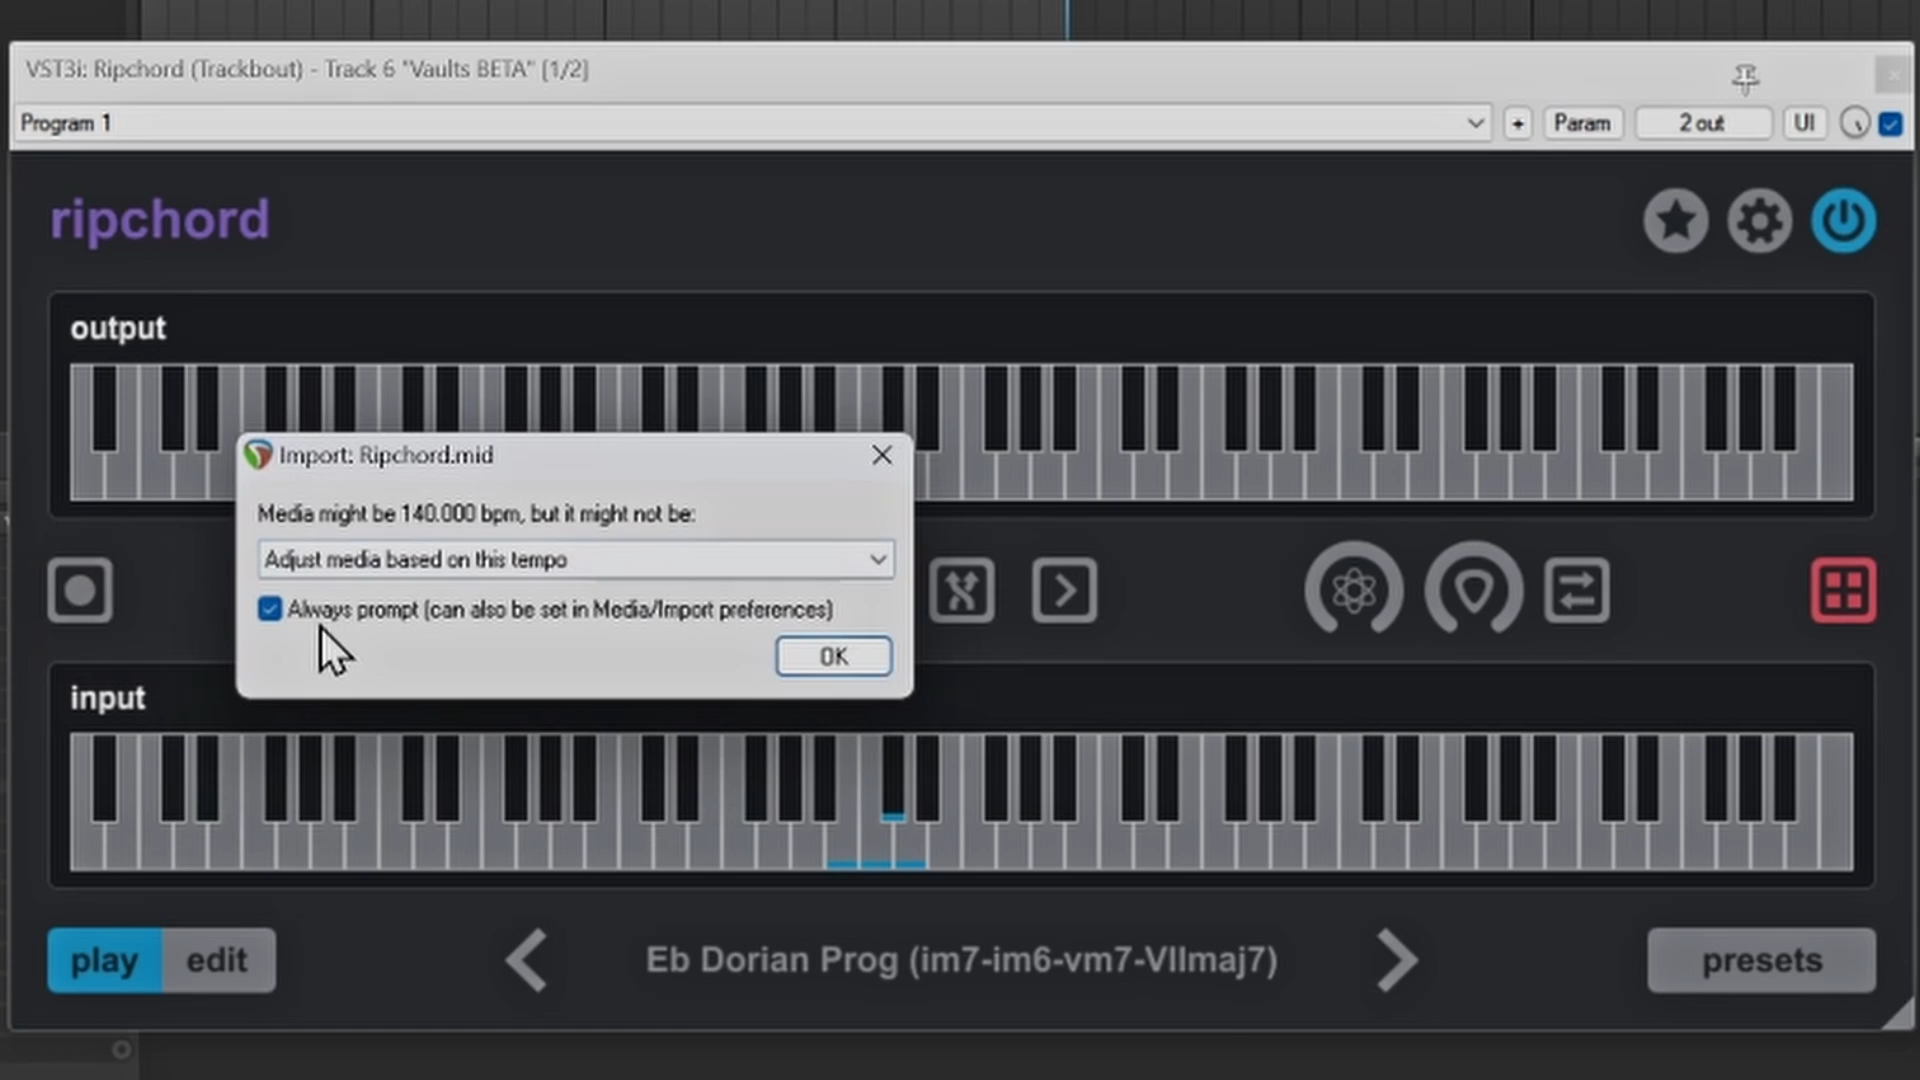 VST3i: Ripchord (Trackbout) - Track 6 "Vaults BETA" [1/2]
Program 1
+
Param
2 out
UI
ripchord
output
Import: Ripchord.mid
Media might be 140.000 bpm, but it might not be:
Adjust media based on this tempo
Always prompt (can also be set in Media/Import preferences)
OK
input
play
edit
Eb Dorian Prog (im7-im6-vm7-VIImaj7)
presets